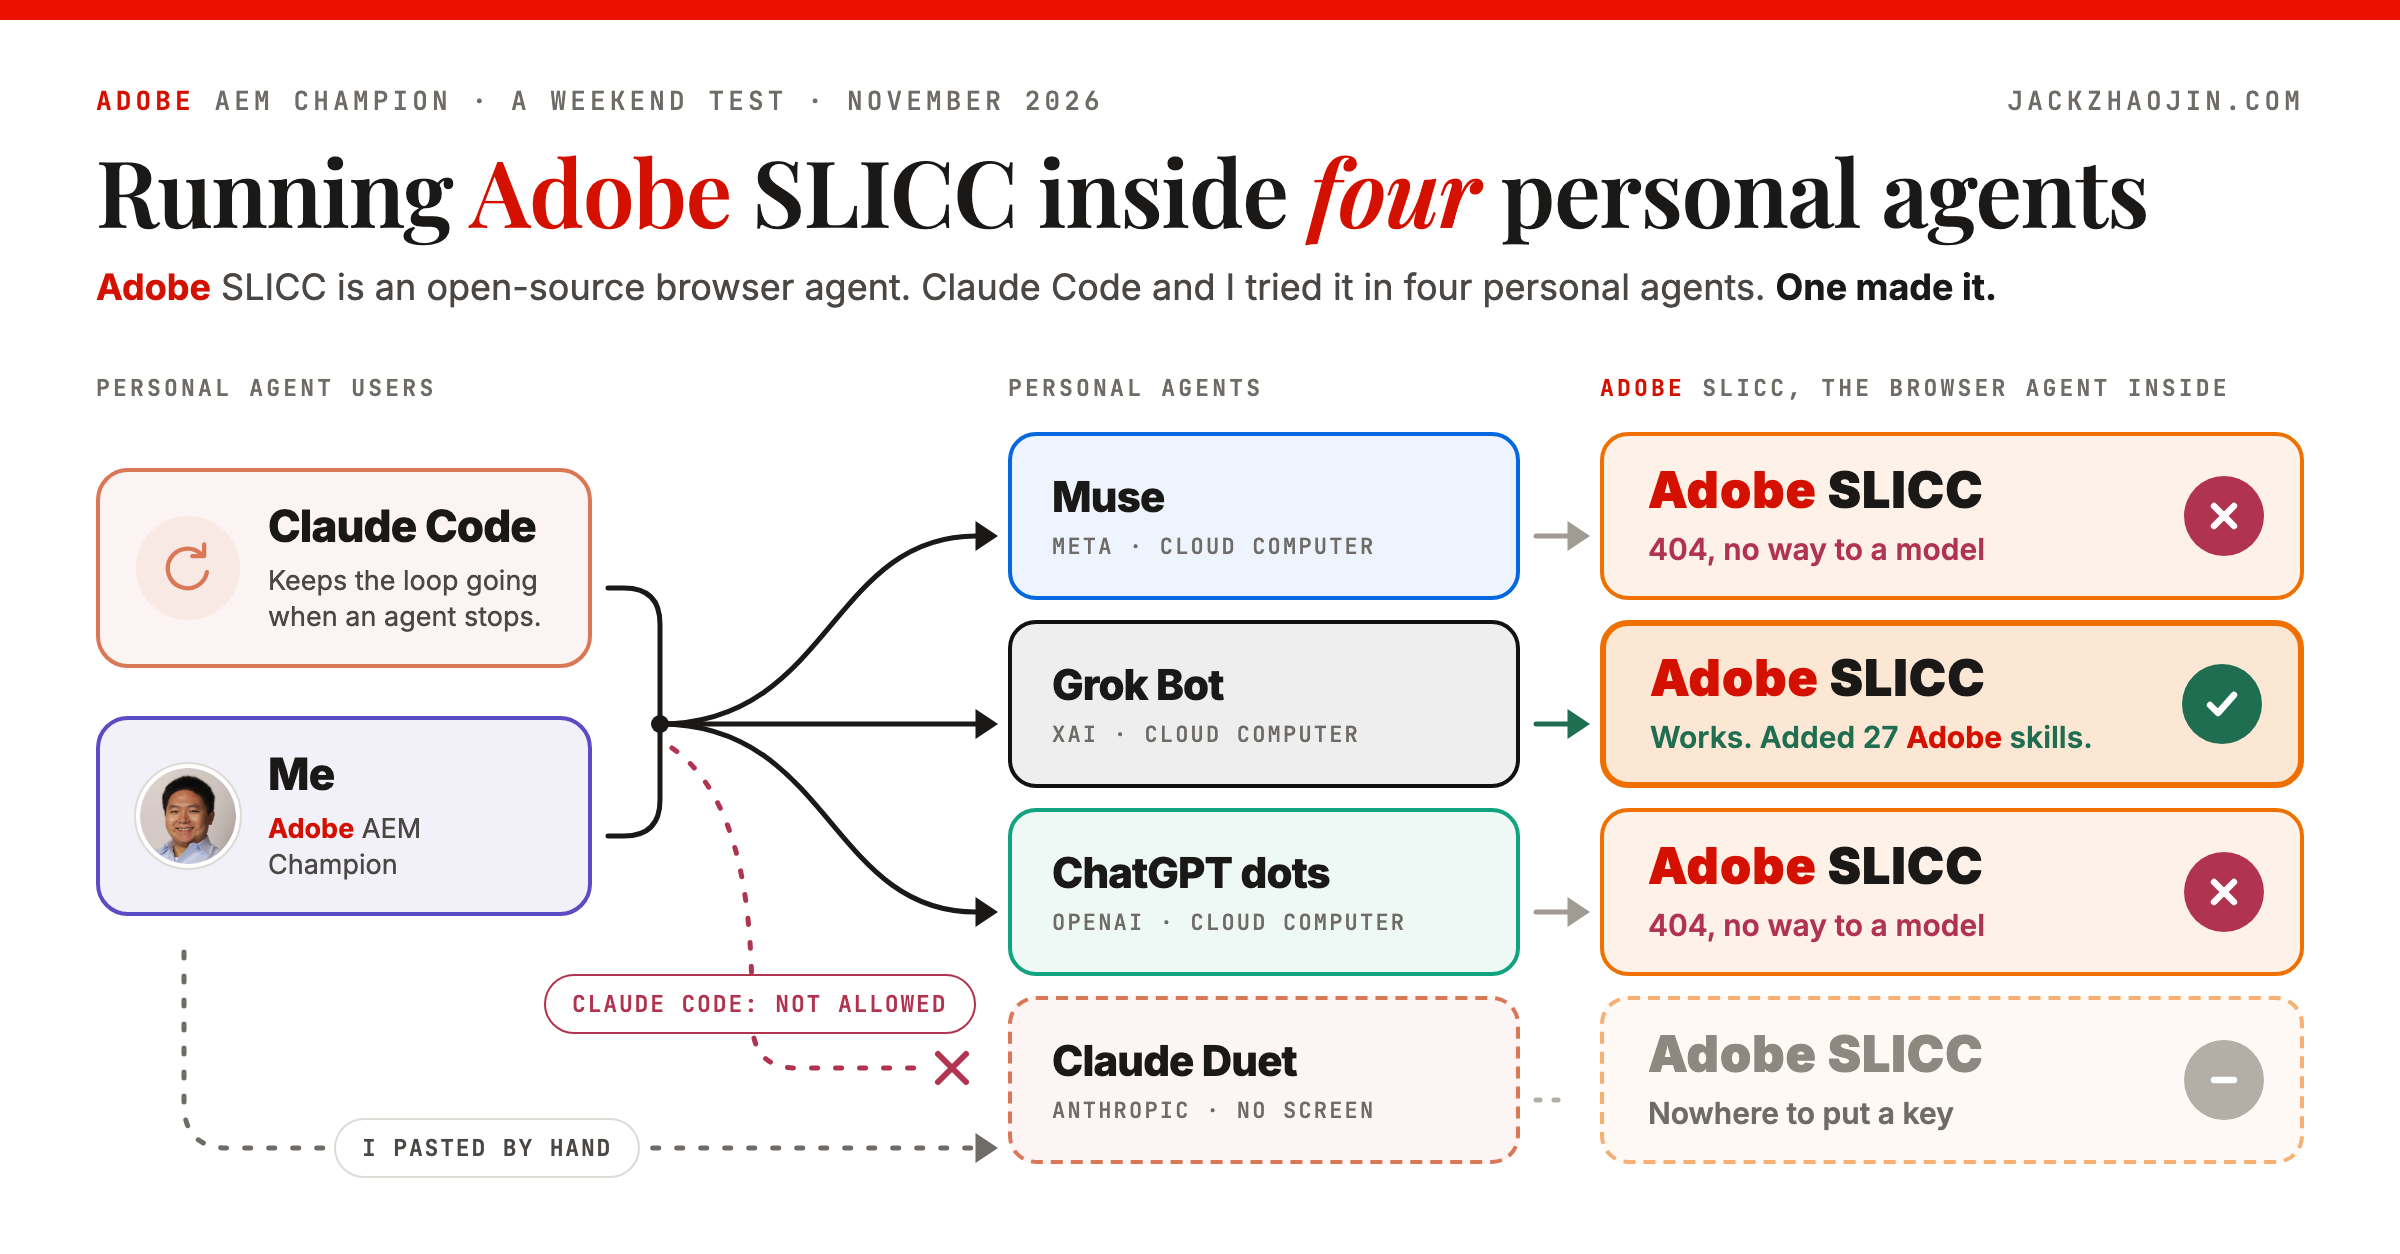 ADOBE AEM CHAMPION · A WEEKEND TEST · NOVEMBER 2026
JACKZHAOJIN.COM
Running Adobe SLICC inside four personal agents
Adobe SLICC is an open-source browser agent. Claude Code and I tried it in four personal agents. One made it.
PERSONAL AGENT USERS
PERSONAL AGENTS
ADOBE SLICC, THE BROWSER AGENT INSIDE
Claude Code
Keeps the loop going
when an agent stops.
Me
Adobe AEM
Champion
CLAUDE CODE: NOT ALLOWED
I PASTED BY HAND
Muse
META · CLOUD COMPUTER
Adobe SLICC
404, no way to a model
Grok Bot
XAI · CLOUD COMPUTER
Adobe SLICC
Works. Added 27 Adobe skills.
ChatGPT dots
OPENAI · CLOUD COMPUTER
Adobe SLICC
404, no way to a model
Claude Duet
ANTHROPIC · NO SCREEN
Adobe SLICC
Nowhere to put a key